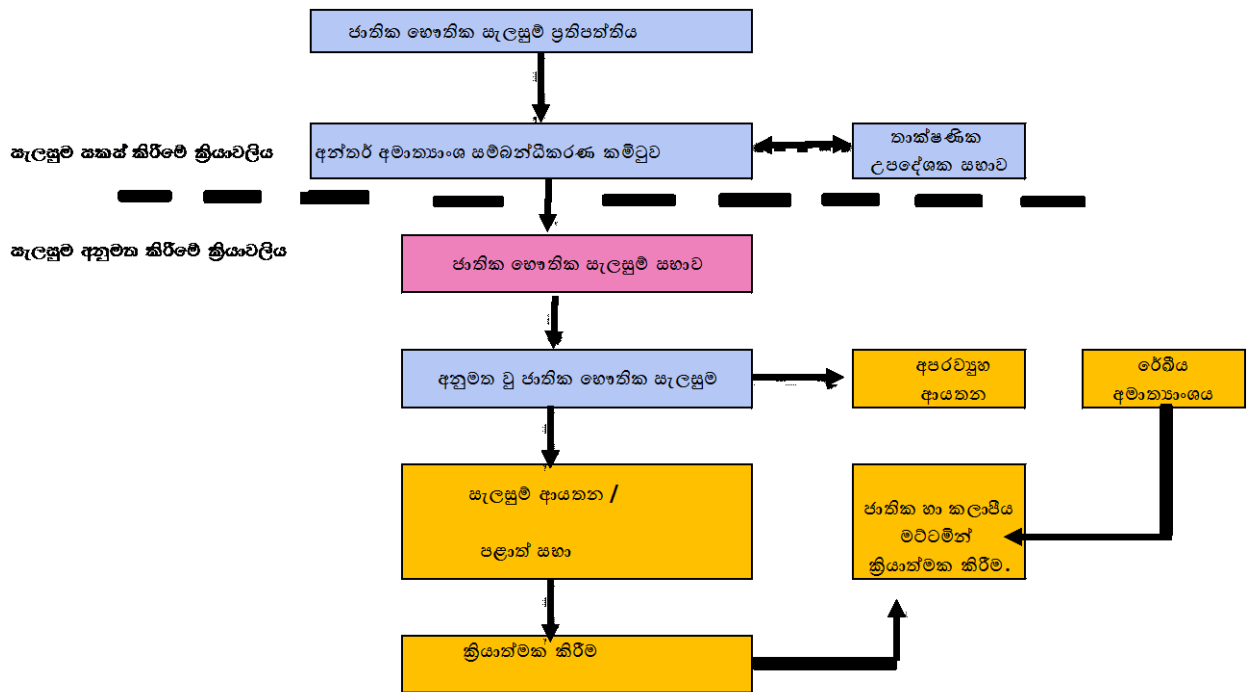 ජාතික භෞතික සැලසුම් ප්‍රතිපත්තිය
සැලසුම සකස් කිරීමේ ක්‍රියාවලිය
අන්තර් අමාත්‍යාංශ සම්බන්ධීකරණ කමිටුව
තාක්ෂණික
උපදේශක සභාව
සැලසුම අනුමත කිරීමේ ක්‍රියාවලිය
ජාතික භෞතික සැලසුම් සභාව
අනුමත වූ ජාතික භෞතික සැලසුම
අපරව්‍යුහ
ආයතන
රේඛීය
අමාත්‍යාංශය
සැලසුම් ආයතන /
පළාත් සභා
ජාතික හා කලාපීය
මට්ටමින්
ක්‍රියාත්මක කිරීම.
ක්‍රියාත්මක කිරීම